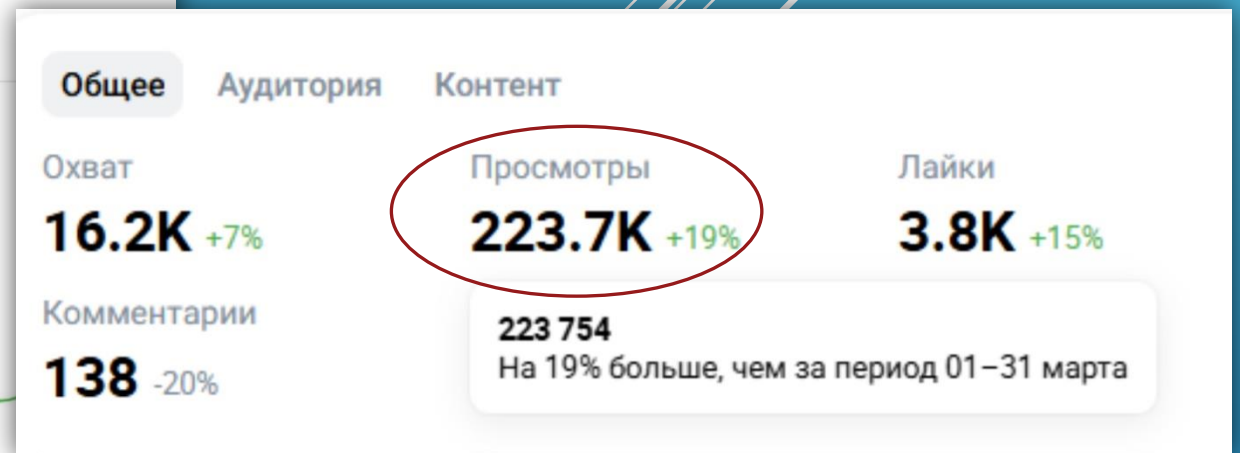 Общее Аудитория Контент
Охват Просмотры Лайки
16.2K +7% 223.7K +19% 3.8K +15%
Комментарии
138 -20%
223 754
На 19% больше, чем за период 01–31 марта